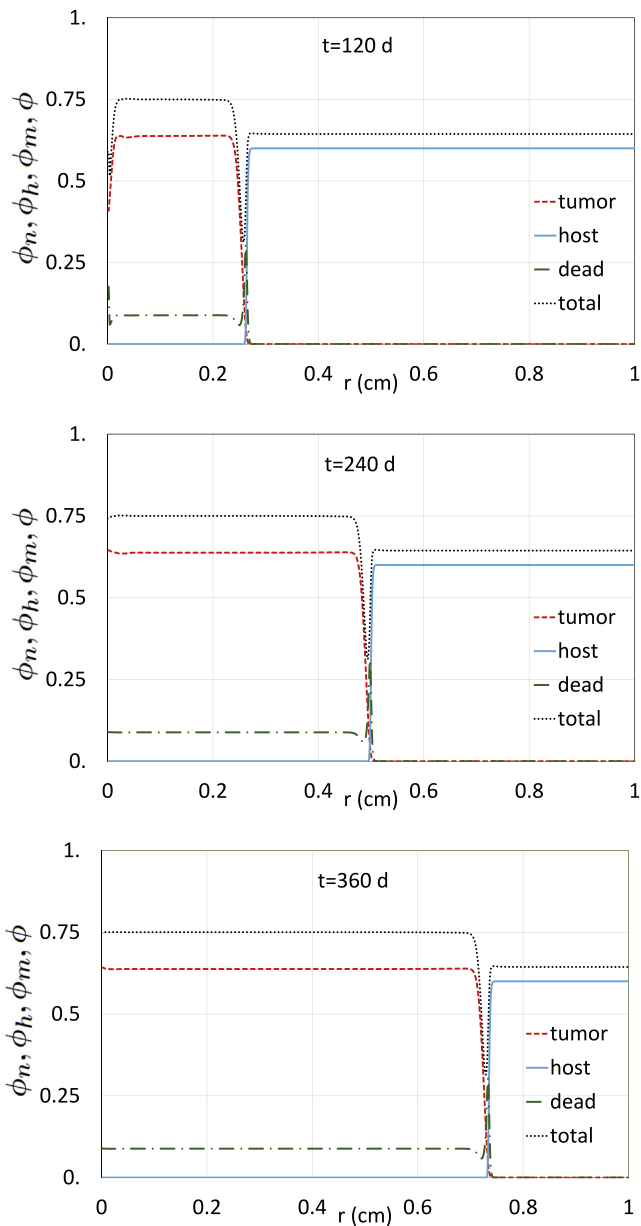 1.
t=120 d
0.75
0.5
0.25
0.
ϕn, ϕh, ϕm, ϕ
tumor
host
dead
total
0 0.2 0.4 0.6 0.8 1
r (cm)
1.
t=240 d
0.75
0.5
0.25
0.
ϕn, ϕh, ϕm, ϕ
tumor
host
dead
total
0 0.2 0.4 0.6 0.8 1
r (cm)
1.
t=360 d
0.75
0.5
0.25
0.
ϕn, ϕh, ϕm, ϕ
tumor
host
dead
total
0 0.2 0.4 0.6 0.8 1
r (cm)